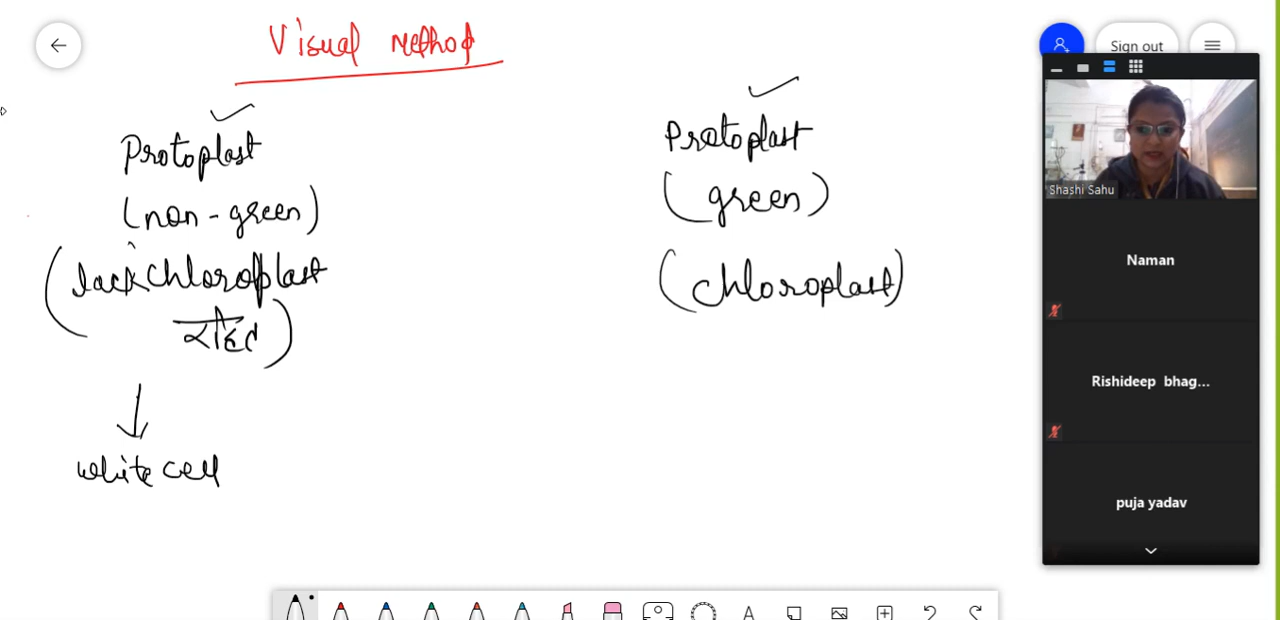 Visual Method
Protoplast
(non-green)
(lack chloroplast
रहित)
white cell
Protoplast
(green)
(chloroplast)
Sign out
Shashi Sahu
Naman
Rishideep bhag...
puja yadav
A